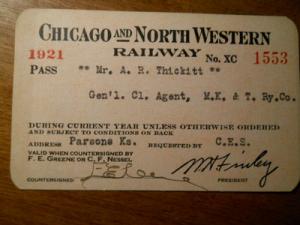 CHICAGO AND NORTH WESTERN
RAILWAY
1921 No. XC 1553
PASS ** Mr. A. R. Thickitt **
Gen'l. Cl. Agent, M.K. & T. Ry.Co.
DURING CURRENT YEAR UNLESS OTHERWISE ORDERED
AND SUBJECT TO CONDITIONS ON BACK
ADDRESS Parsons Ks. REQUESTED BY C.E.S.
VALID WHEN COUNTERSIGNED BY
F. E. GREENE OR C. F. NESSEL
COUNTERSIGNED PRESIDENT